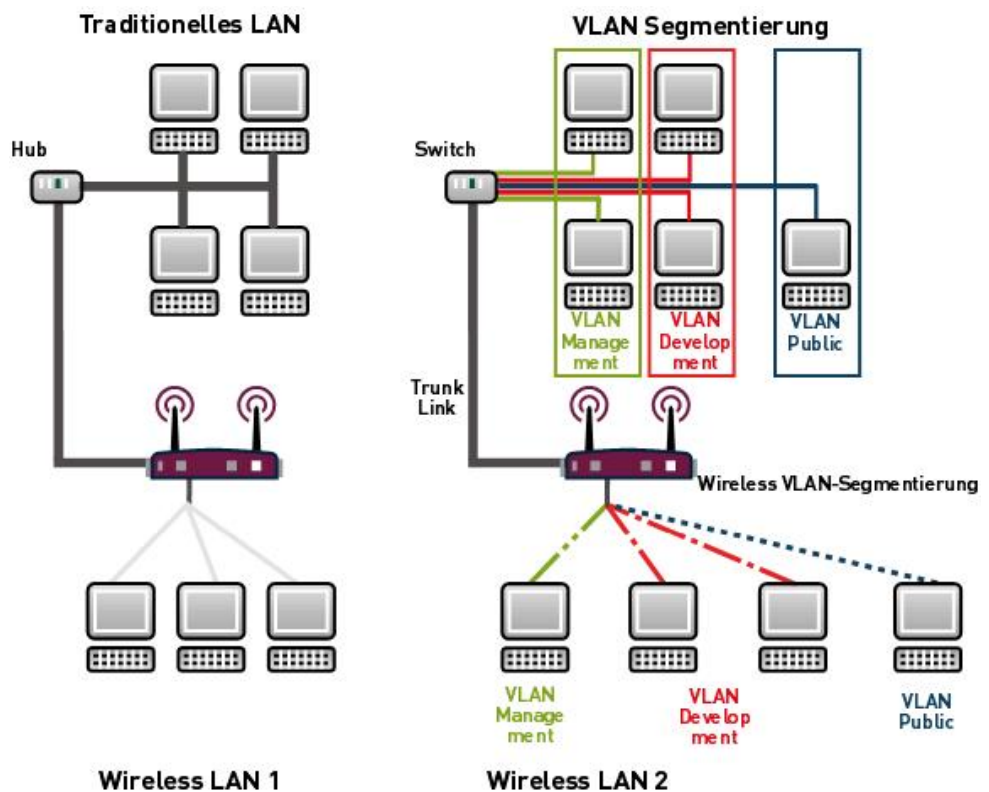 Traditionelles LAN
VLAN Segmentierung
Hub
Switch
VLAN
Manage
ment
VLAN
Develop
ment
VLAN
Public
Trunk
Link
Wireless VLAN-Segmentierung
VLAN
Manage
ment
VLAN
Develop
ment
VLAN
Public
Wireless LAN 1
Wireless LAN 2